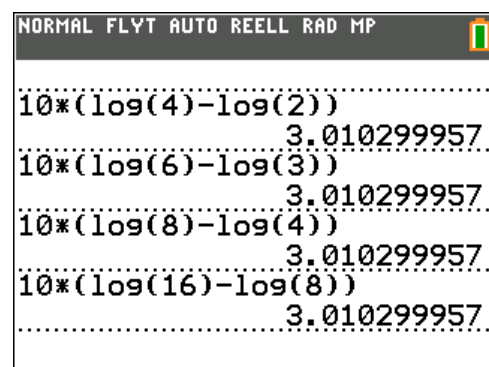 NORMAL FLYT AUTO REELL RAD MP
10*(log(4)-log(2))
3.010299957
10*(log(6)-log(3))
3.010299957
10*(log(8)-log(4))
3.010299957
10*(log(16)-log(8))
3.010299957